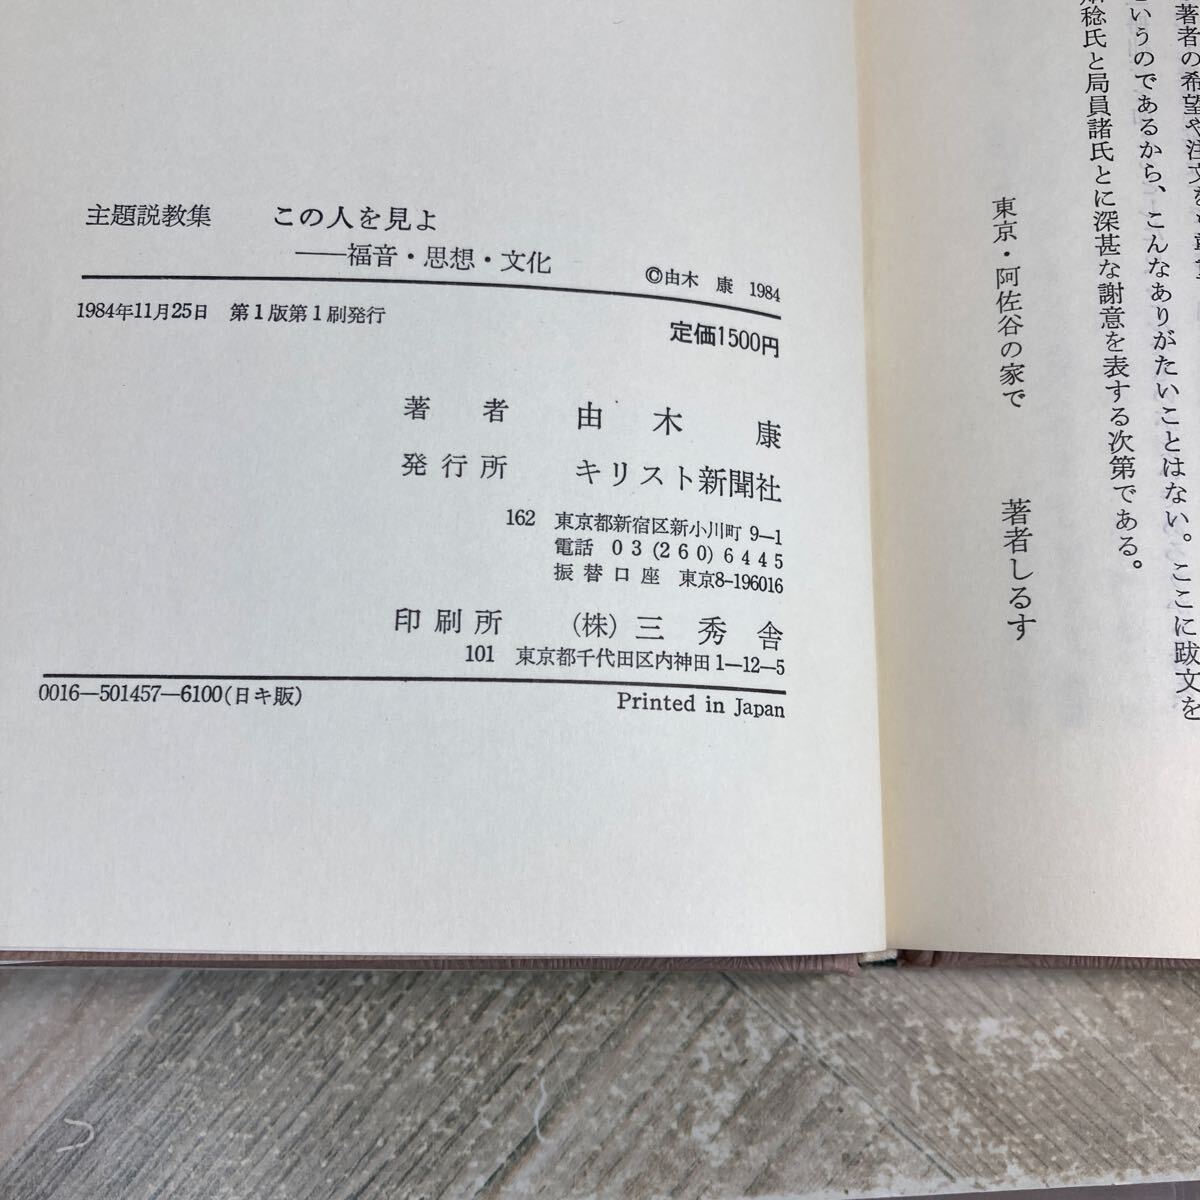 著者の希望や注文を
というのであるから、こんなありがたいことはない。ここに跋文を
稔氏と局員諸氏とに深甚な謝意を表する次第である。
東京・阿佐谷の家で
著者しるす
主題説教集 この人を見よ
――福音・思想・文化
©由木 康 1984
1984年11月25日 第1版第1刷発行
定価1500円
著者 由木 康
発行所 キリスト新聞社
162 東京都新宿区新小川町 9—1
電話 03(260)6445
振替口座 東京8-196016
印刷所 (株)三秀舎
101 東京都千代田区内神田1—12—5
0016—501457—6100(日キ販)
Printed in Japan